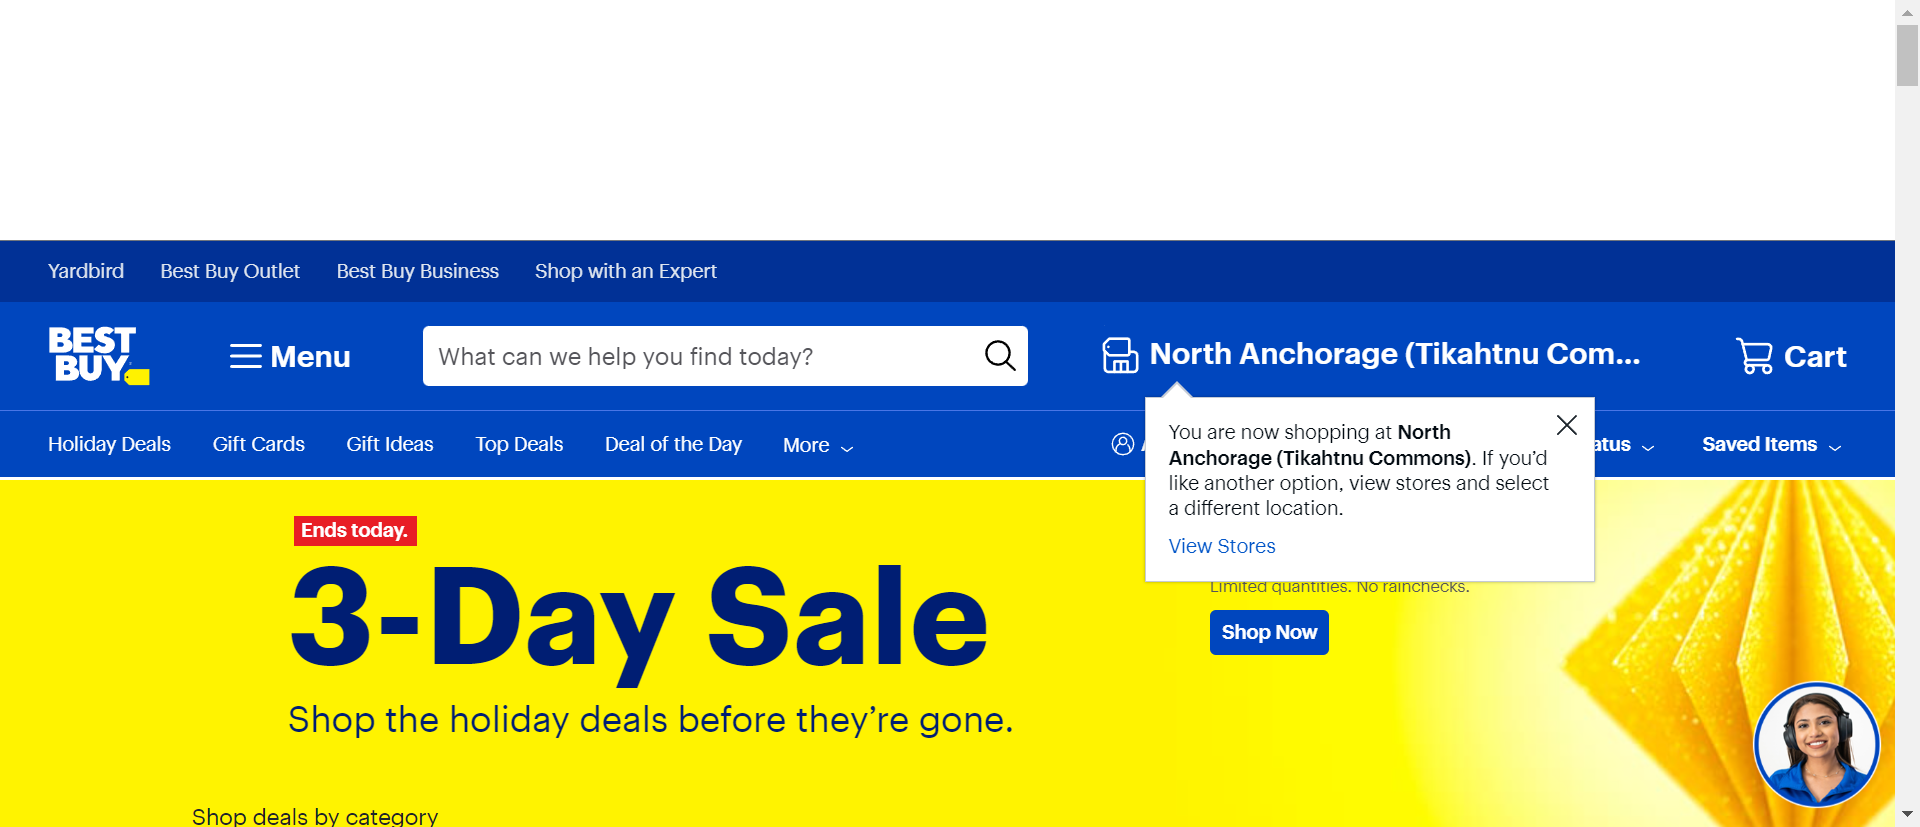 Yardbird Best Buy Outlet Best Buy Business Shop with an Expert
BEST
BUY
Menu
What can we help you find today?
North Anchorage (Tikahtnu Com...
Cart
Holiday Deals Gift Cards Gift Ideas Top Deals Deal of the Day More
Saved Items
You are now shopping at North
Anchorage (Tikahtnu Commons). If you’d
like another option, view stores and select
a different location.
View Stores
Ends today.
3-Day Sale
Shop the holiday deals before they’re gone.
Limited quantities. No rainchecks.
Shop Now
Shop deals by category